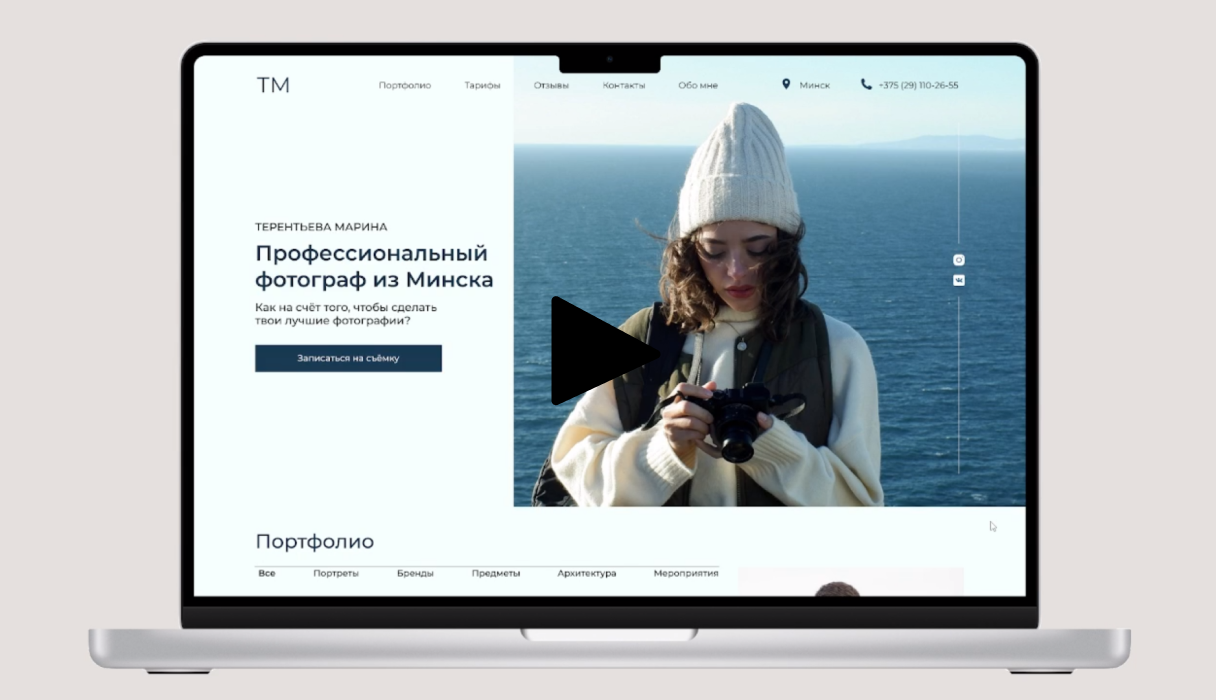 ТМ
Портфолио Тарифы Отзывы Контакты Обо мне Минск +375 (29) 110-26-55
ТЕРЕНТЬЕВА МАРИНА
Профессиональный
фотограф из Минска
Как на счёт того, чтобы сделать
твои лучшие фотографии?
Записаться на съёмку
Портфолио
Все Портреты Бренды Предметы Архитектура Мероприятия